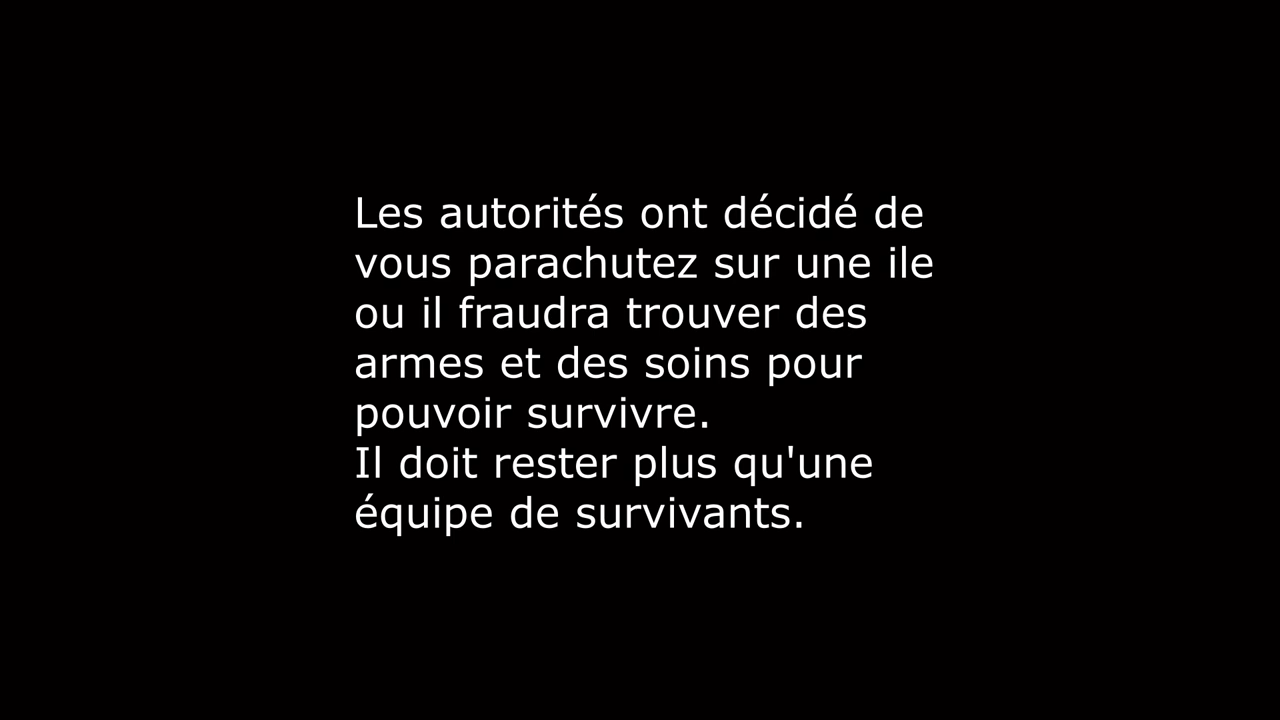 Les autorités ont décidé de
vous parachutez sur une ile
ou il fraudra trouver des
armes et des soins pour
pouvoir survivre.
Il doit rester plus qu'une
équipe de survivants.